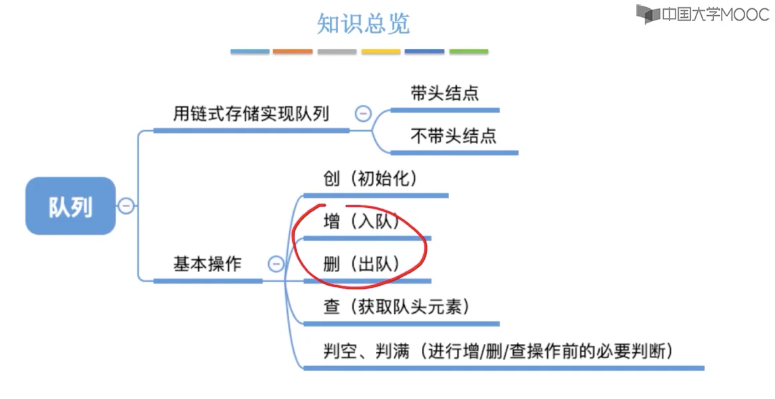 知识总览
中国大学MOOC
用链式存储实现队列
带头结点
不带头结点
队列
基本操作
创（初始化）
增（入队）
删（出队）
查（获取队头元素）
判空、判满（进行增/删/查操作前的必要判断）